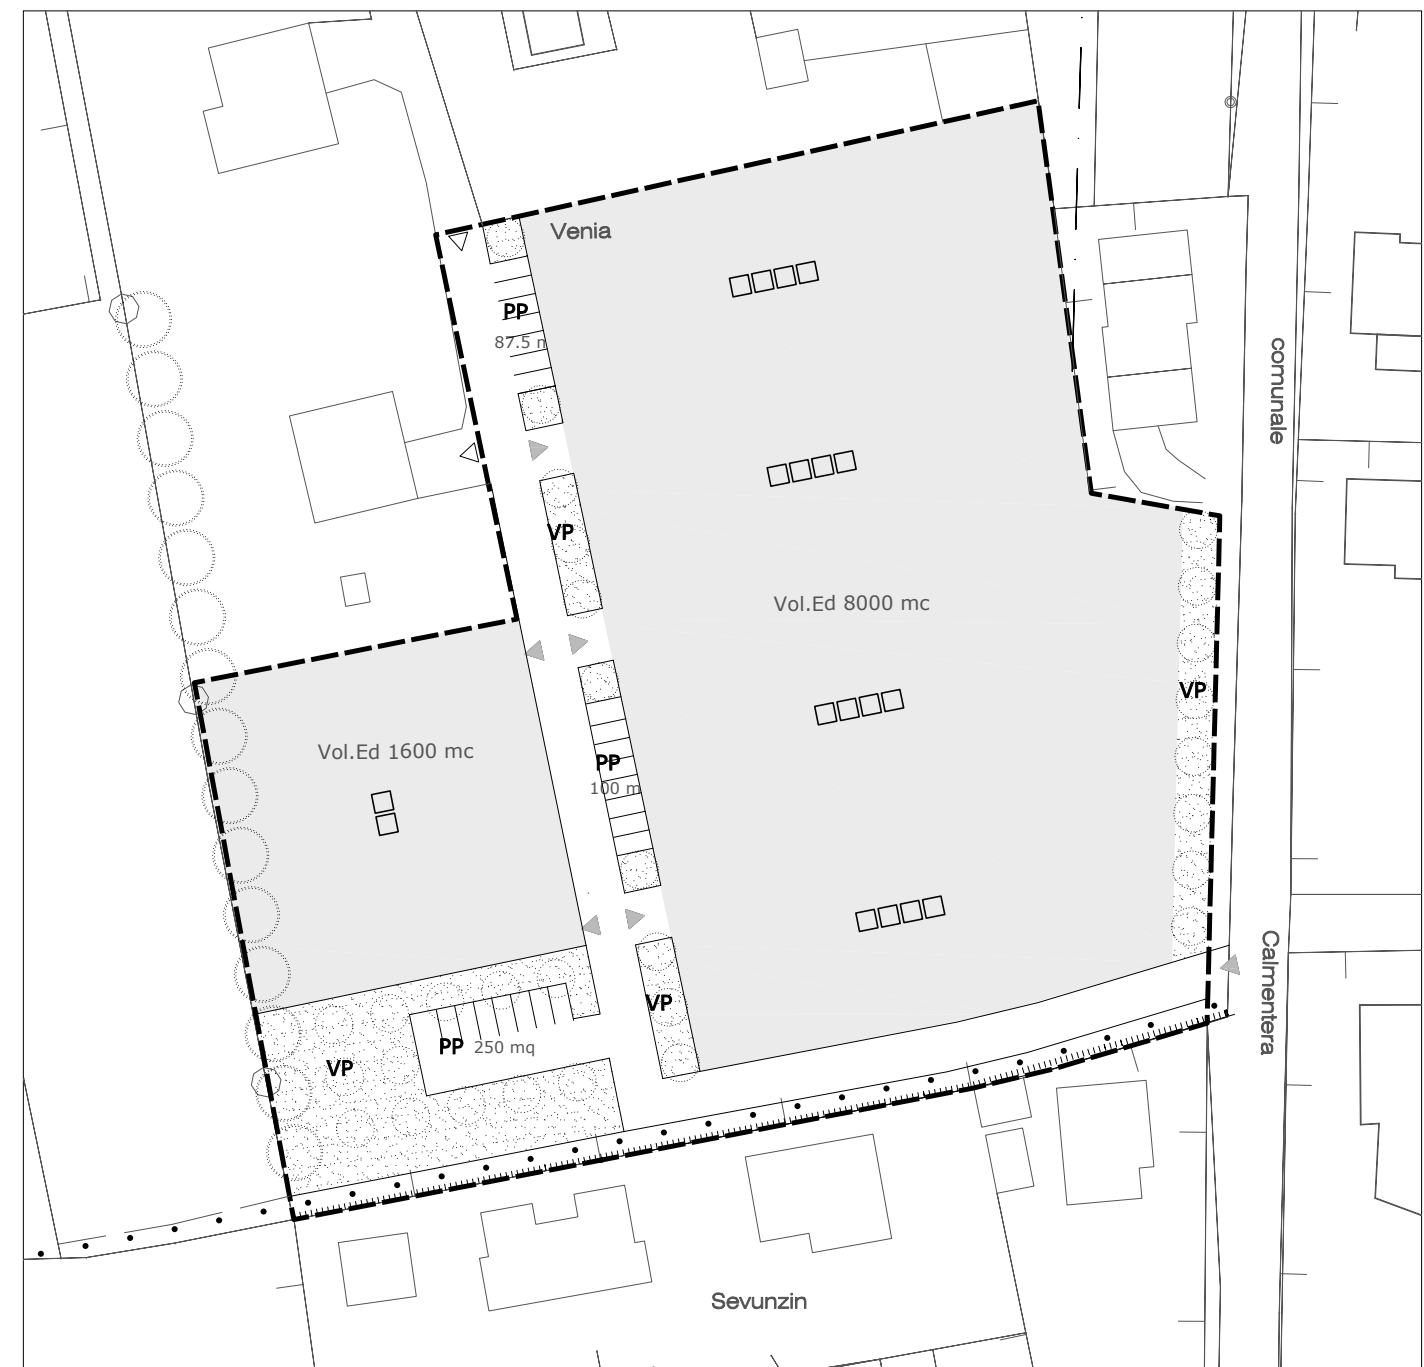 Venia
PP
87.5 m
comunale
VP
Vol.Ed 8000 mc
VP
Vol.Ed 1600 mc
PP
100 m
Calmentera
VP
PP 250 mq
VP
Sevunzin